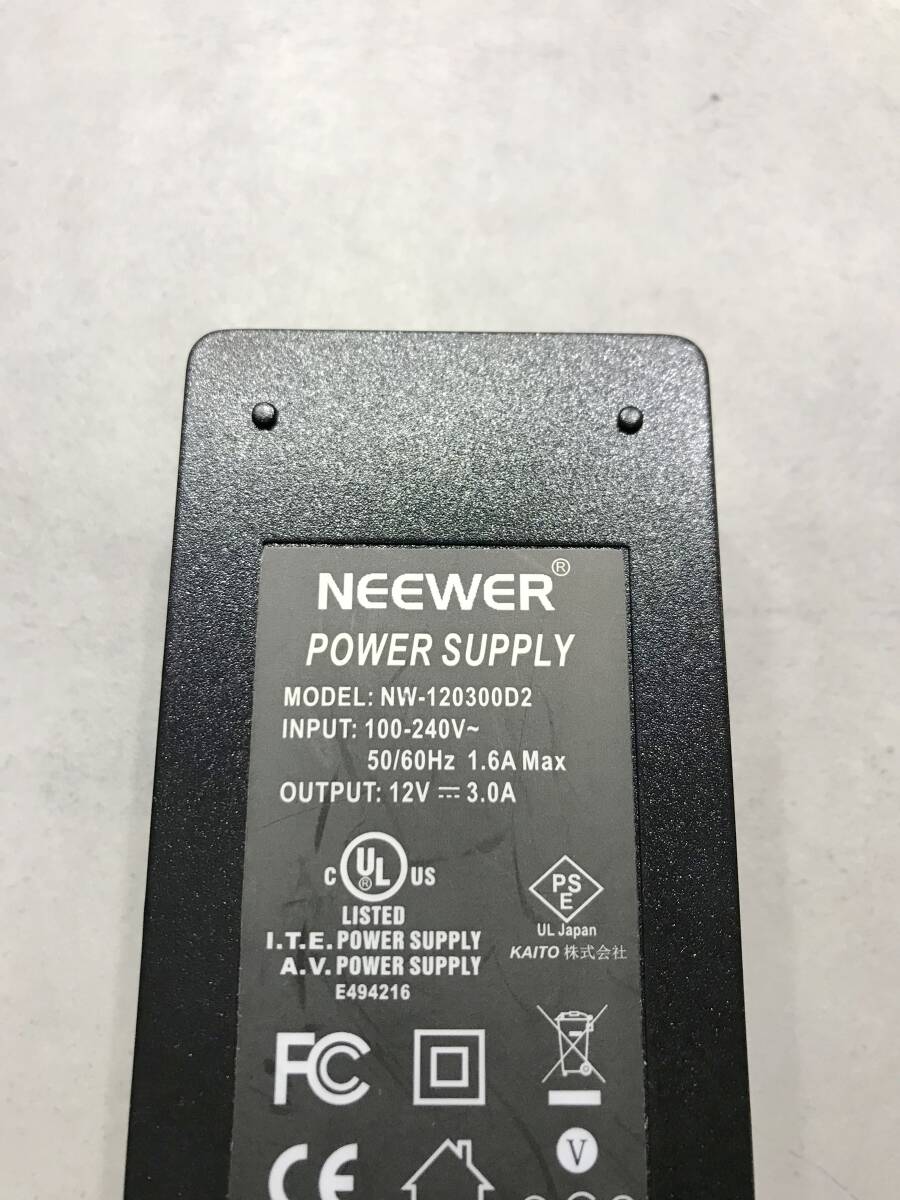 NEEWER®
POWER SUPPLY
MODEL: NW-120300D2
INPUT: 100-240V~
50/60Hz 1.6A Max
OUTPUT: 12V ⎓ 3.0A
C UL® US
LISTED
I.T.E. POWER SUPPLY
A.V. POWER SUPPLY
E494216
PS
E
UL Japan
KAITO 株式会社
FC
V
CE